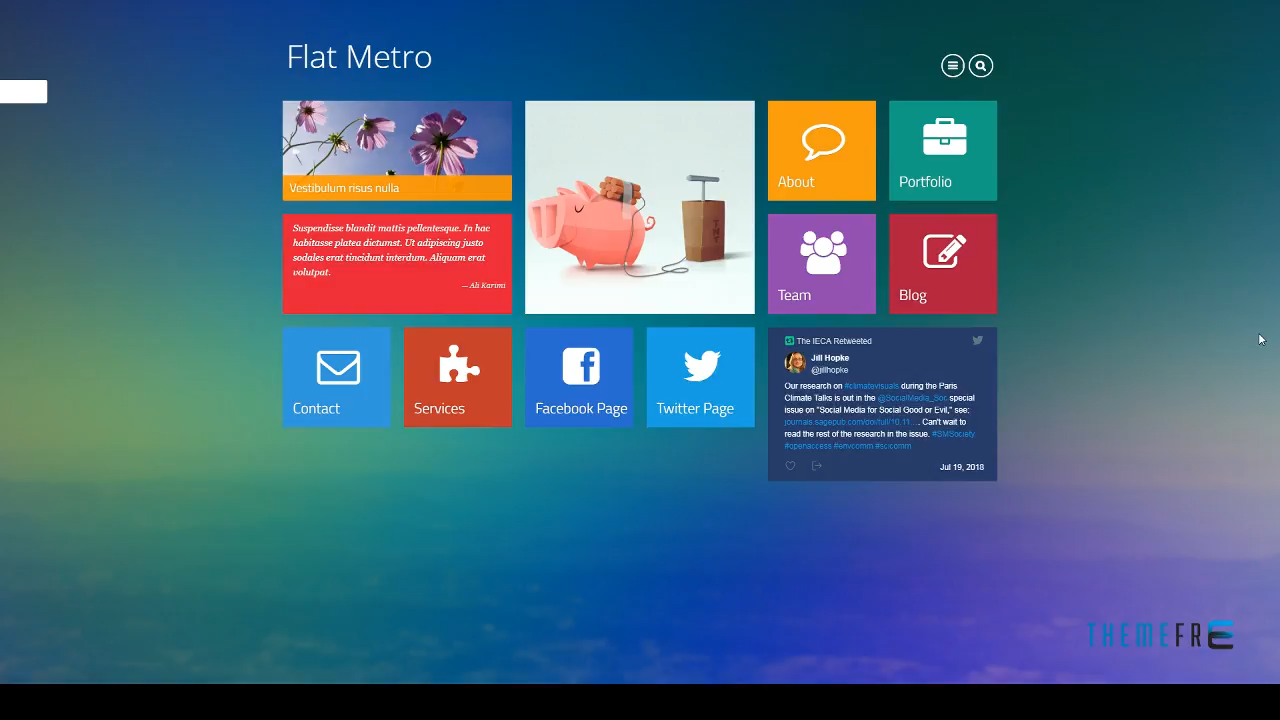 Flat Metro
Vestibulum risus nulla
Suspendisse blandit mattis pellentesque. In hac
habitasse platea dictumst. Ut adipiscing justo
sodales erat tincidunt interdum. Aliquam erat
volutpat.
— Ali Karimi
TNT
About
Portfolio
Team
Blog
Contact
Services
Facebook Page
Twitter Page
The IECA Retweeted
Jill Hopke
@jillhopke
Our research on #climatevisuals during the Paris
Climate Talks is out in the @SocialMedia_Soc special
issue on "Social Media for Social Good or Evil," see:
journals.sagepub.com/doi/full/10.11… . Can't wait to
read the rest of the research in the issue. #SMSociety
#openaccess #envcomm #scicomm
Jul 19, 2018
THEMEFRE